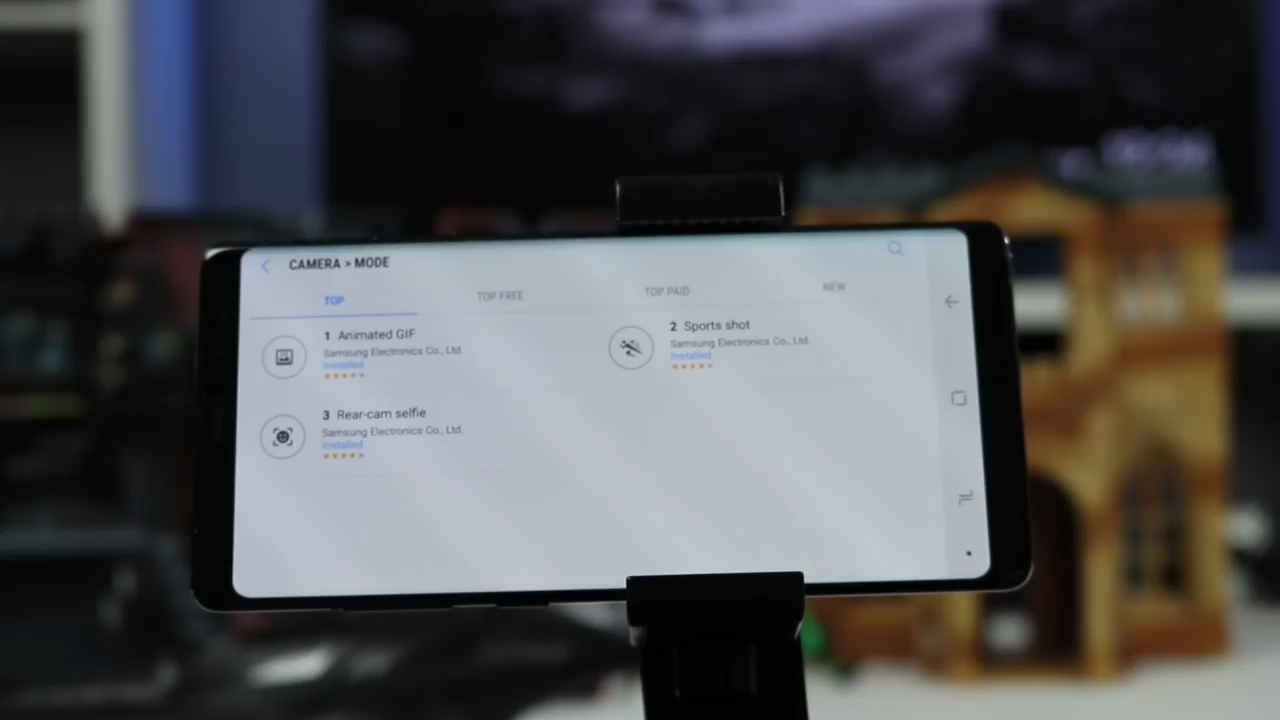 CAMERA > MODE
TOP
TOP FREE
TOP PAID
NEW
1 Animated GIF
Samsung Electronics Co., Ltd.
Installed
2 Sports shot
Samsung Electronics Co., Ltd.
Installed
3 Rear-cam selfie
Samsung Electronics Co., Ltd.
Installed